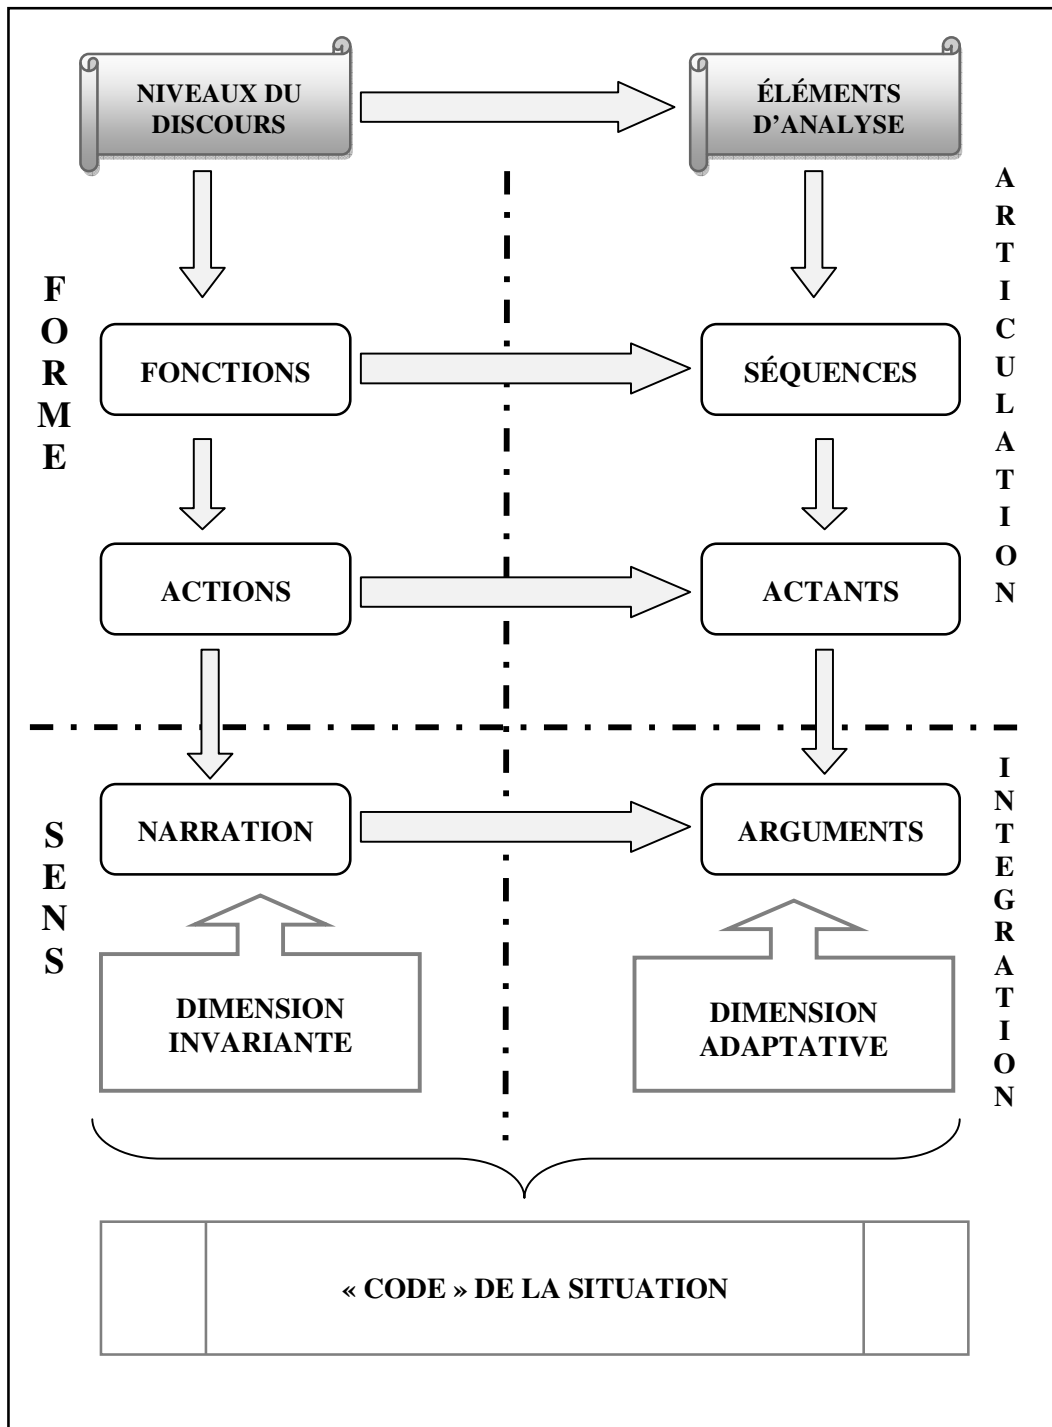 NIVEAUX DU
DISCOURS
ÉLÉMENTS
D’ANALYSE
FORME
ARTICULATION
FONCTIONS
SÉQUENCES
ACTIONS
ACTANTS
SENS
INTEGRATION
NARRATION
ARGUMENTS
DIMENSION
INVARIANTE
DIMENSION
ADAPTATIVE
« CODE » DE LA SITUATION